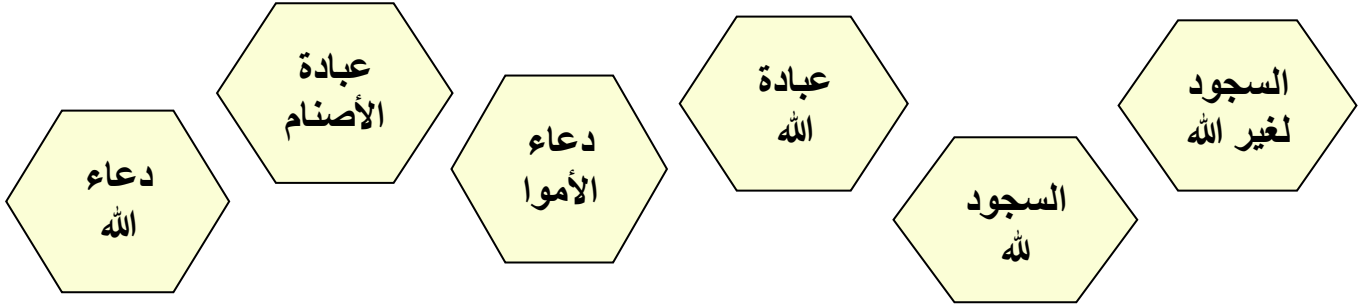 السجود
لغير الله
السجود
لله
عبادة
الله
دعاء
الأموا
عبادة
الأصنام
دعاء
الله